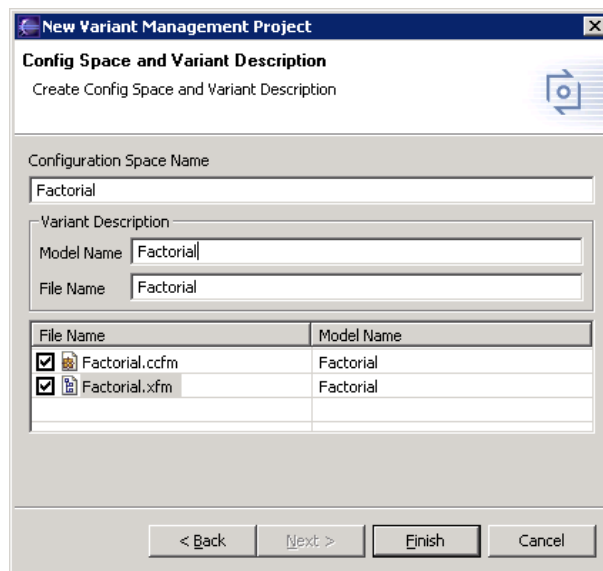 New Variant Management Project
Config Space and Variant Description
Create Config Space and Variant Description
Configuration Space Name
Factorial
Variant Description
Model Name Factorial
File Name Factorial
File Name Model Name
Factorial.ccfm Factorial
Factorial.xfm Factorial
< Back Next > Finish Cancel